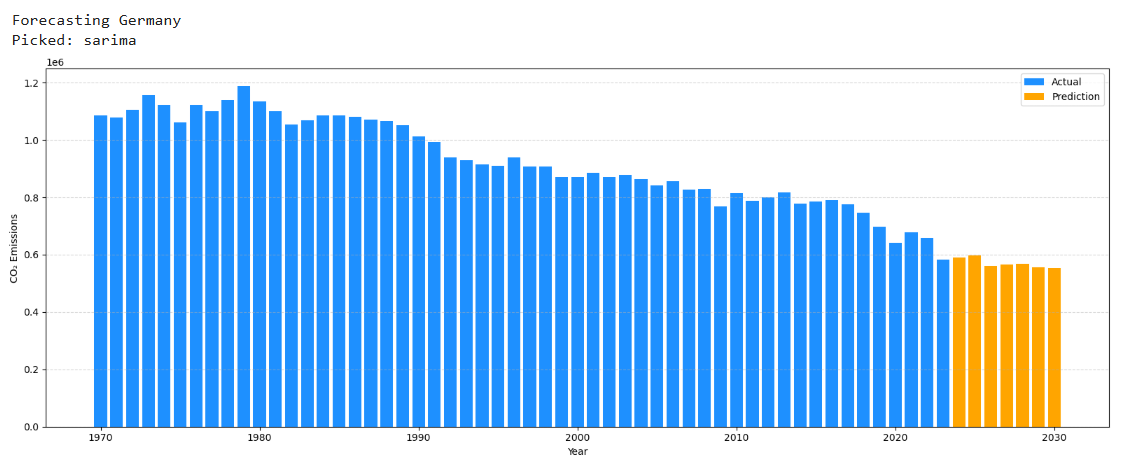 Forecasting Germany
Picked: sarima
1e6
Actual
Prediction
1.2
1.0
0.8
0.6
0.4
0.2
0.0
CO₂ Emissions
1970
1980
1990
2000
2010
2020
2030
Year